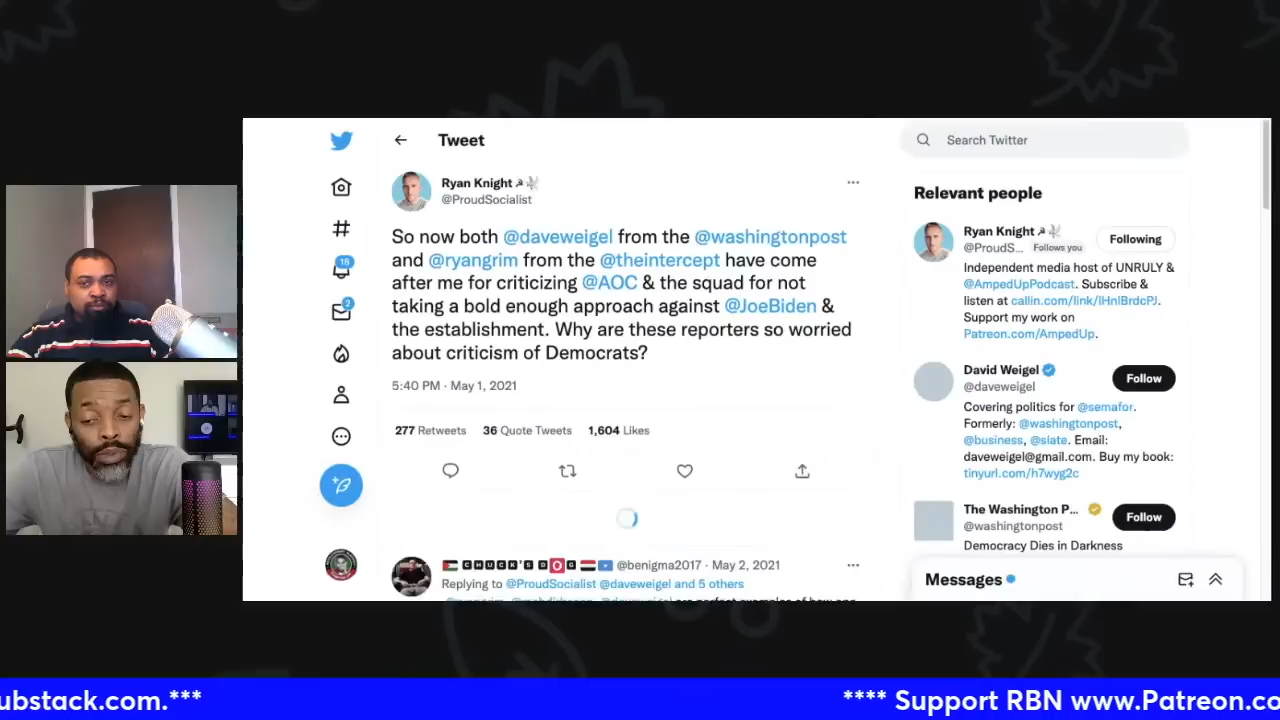 Tweet
Ryan Knight
@ProudSocialist
So now both @daveweigel from the @washingtonpost
and @ryangrim from the @theintercept have come
after me for criticizing @AOC & the squad for not
taking a bold enough approach against @JoeBiden &
the establishment. Why are these reporters so worried
about criticism of Democrats?
5:40 PM · May 1, 2021
277 Retweets 36 Quote Tweets 1,604 Likes
🅲🅷🆄🅲🅺'🆂 🅳🅾🅶 @benigma2017 · May 2, 2021
Replying to @ProudSocialist @daveweigel and 5 others
18
2
Search Twitter
Relevant people
Ryan Knight
@ProudS... Follows you
Following
Independent media host of UNRULY &
@AmpedUpPodcast. Subscribe &
listen at callin.com/link/lHnlBrdcPJ.
Support my work on
Patreon.com/AmpedUp.
David Weigel
@daveweigel
Follow
Covering politics for @semafor.
Formerly: @washingtonpost,
@business, @slate. Email:
daveweigel@gmail.com. Buy my book:
tinyurl.com/h7wyg2c
The Washington P...
@washingtonpost
Follow
Democracy Dies in Darkness
Messages
ubstack.com.*** **** Support RBN www.Patreon.co